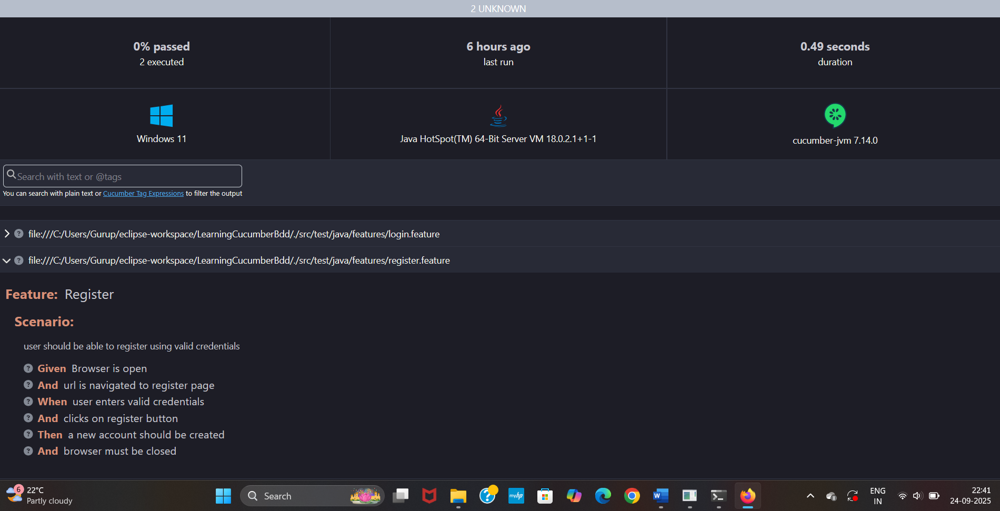 2 UNKNOWN
0% passed
2 executed
6 hours ago
last run
0.49 seconds
duration
Windows 11
Java HotSpot(TM) 64-Bit Server VM 18.0.2.1+1-1
cucumber-jvm 7.14.0
Search with text or @tags
You can search with plain text or Cucumber Tag Expressions to filter the output
file:///C:/Users/Gurup/eclipse-workspace/LearningCucumberBdd/./src/test/java/features/login.feature
file:///C:/Users/Gurup/eclipse-workspace/LearningCucumberBdd/./src/test/java/features/register.feature
Feature: Register
Scenario:
user should be able to register using valid credentials
Given Browser is open
And url is navigated to register page
When user enters valid credentials
And clicks on register button
Then a new account should be created
And browser must be closed
6
22°C
Partly cloudy
Search
myhp
W
ENG
IN
22:41
24-09-2025